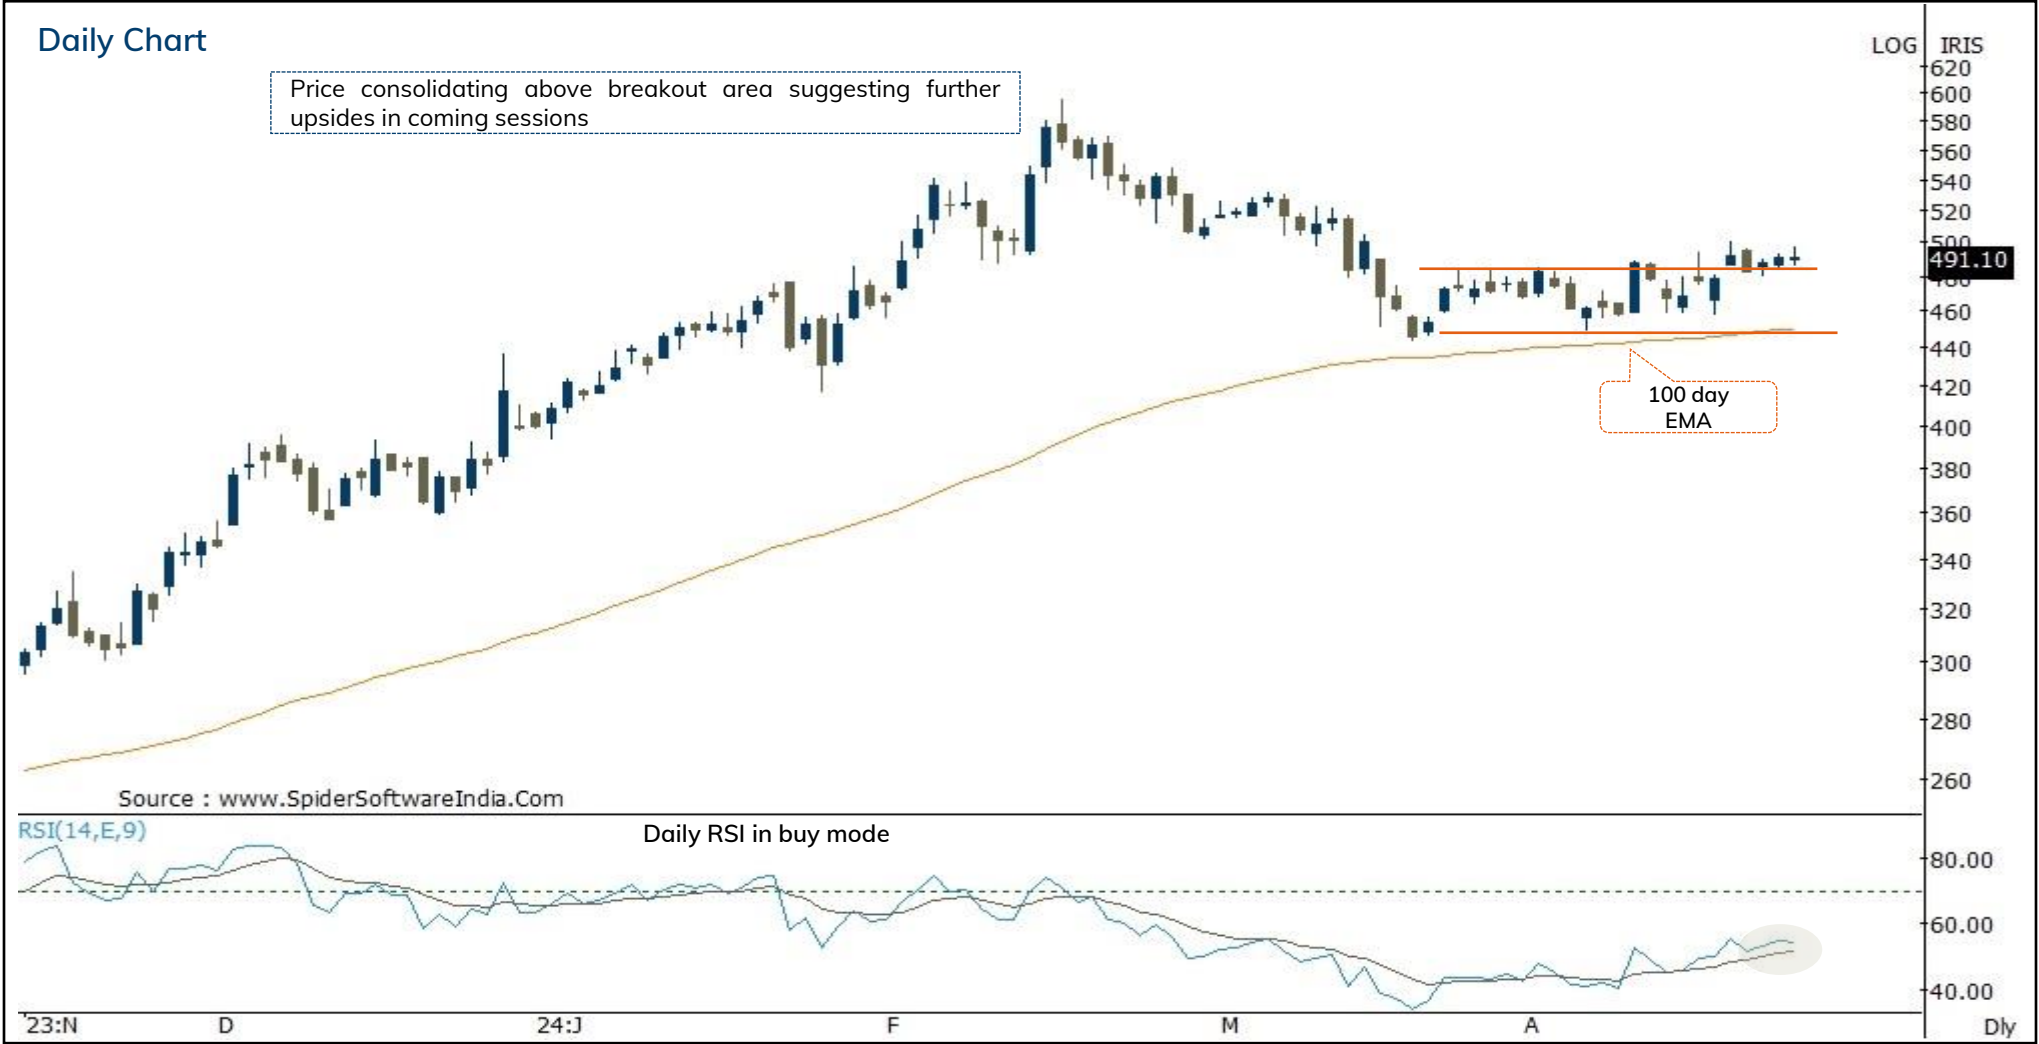 Daily Chart
LOG IRIS
Price consolidating above breakout area suggesting further
upsides in coming sessions
620
600
580
560
540
520
500
491.10
480
460
440
420
400
380
360
340
320
300
280
260
100 day
EMA
Source : www.SpiderSoftwareIndia.Com
RSI(14,E,9)
Daily RSI in buy mode
80.00
60.00
40.00
'23:N D 24:J F M A Dly